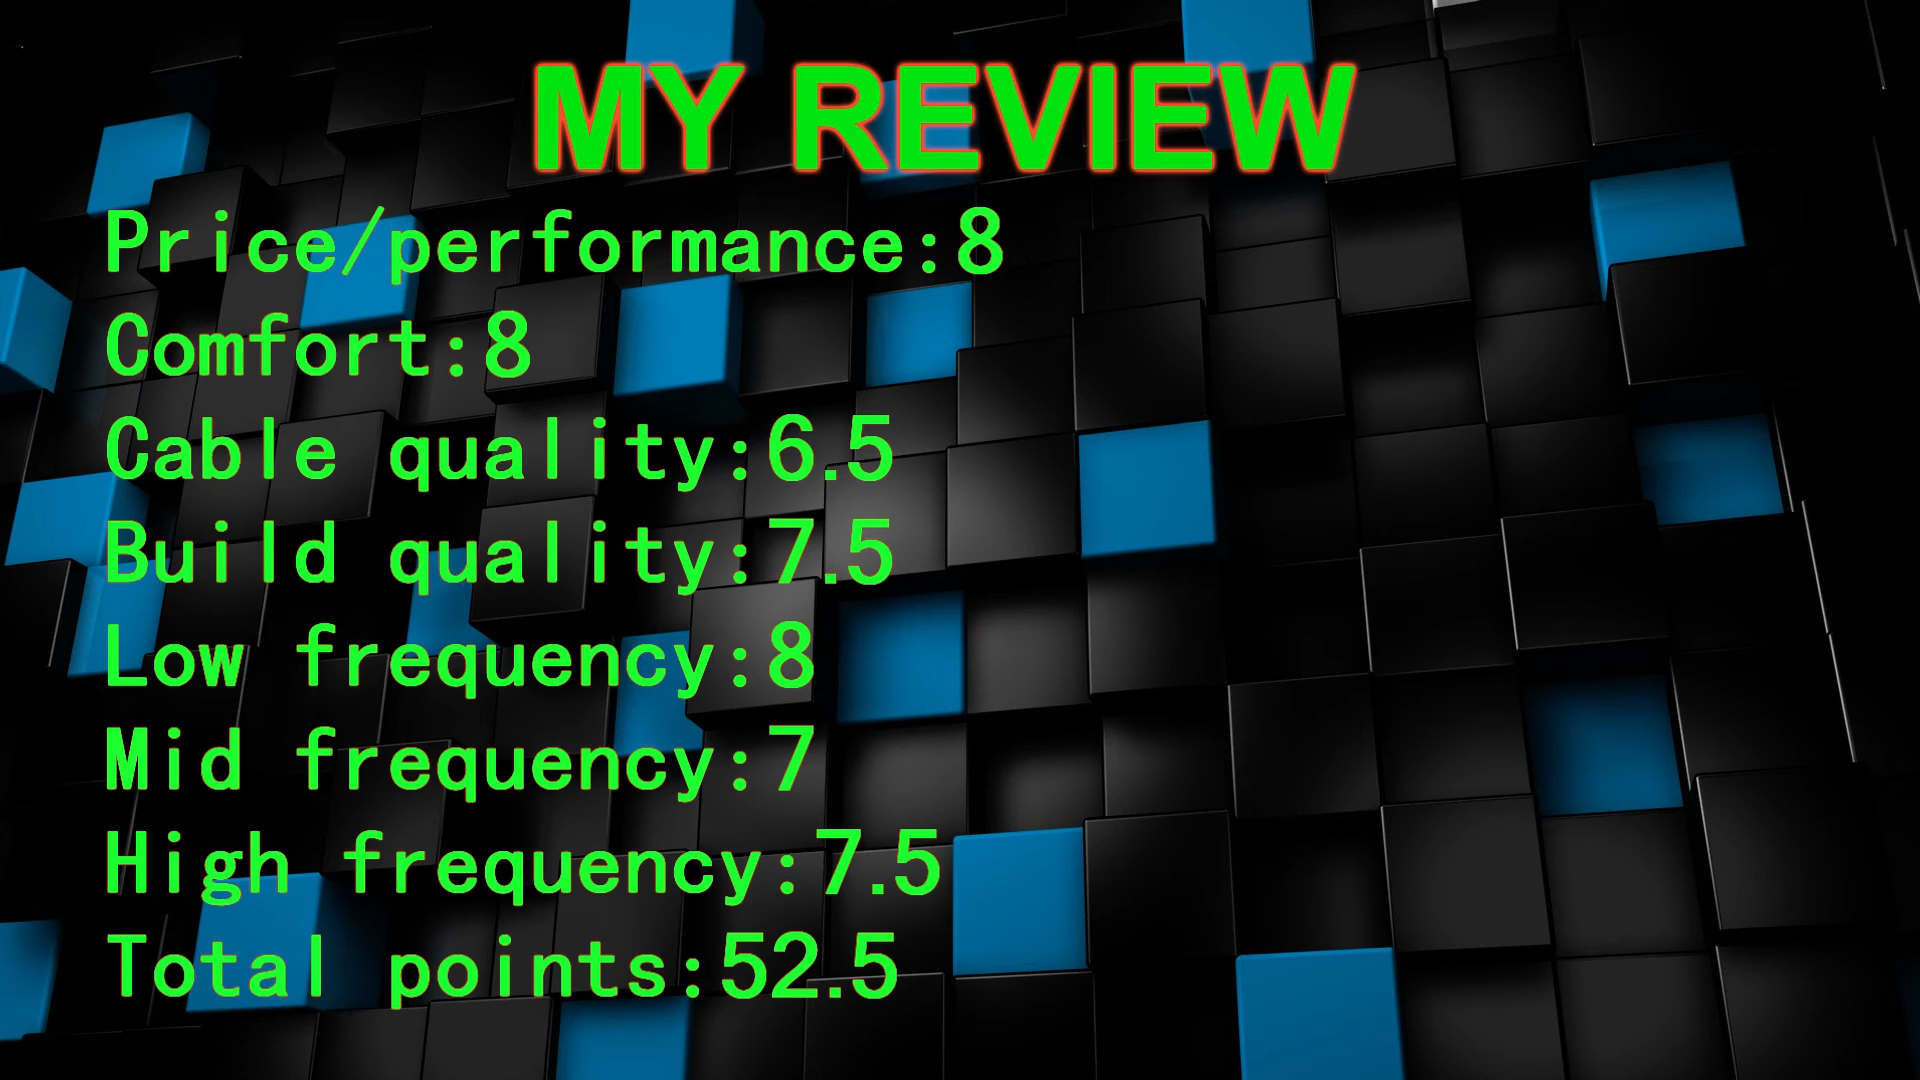 MY REVIEW
Price/performance:8
Comfort:8
Cable quality:6.5
Build quality:7.5
Low frequency:8
Mid frequency:7
High frequency:7.5
Total points:52.5